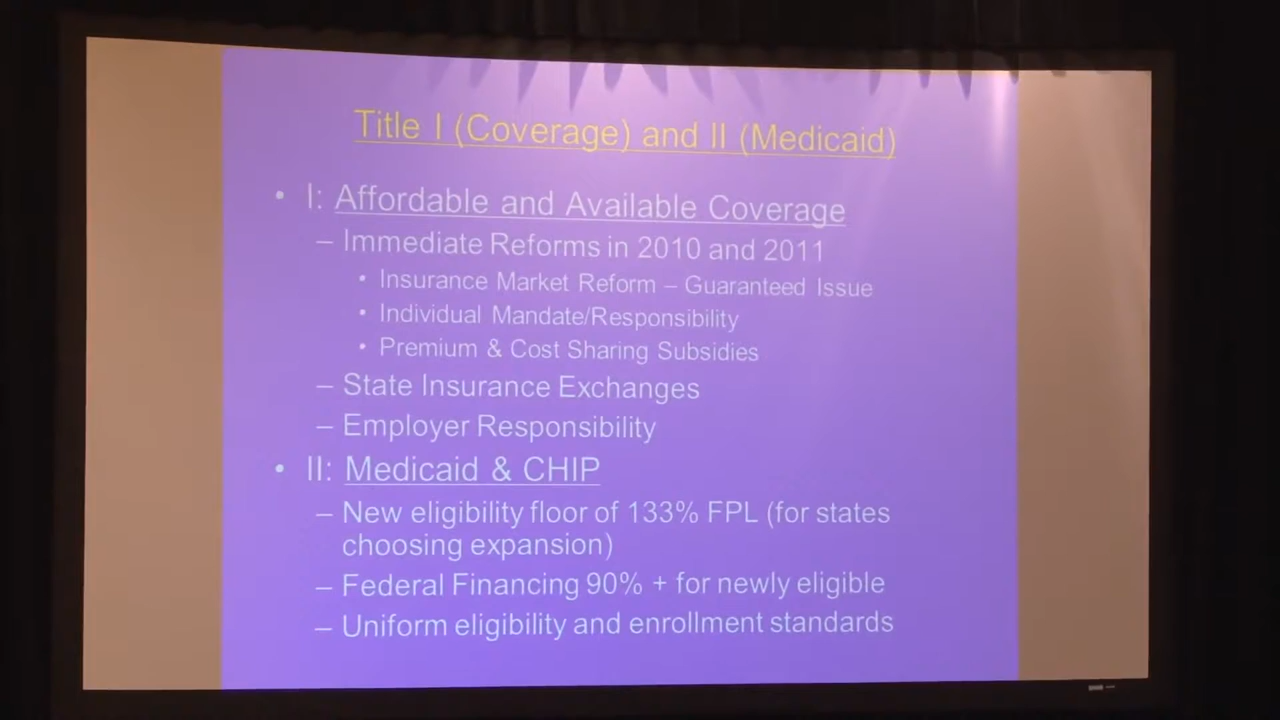 Title I (Coverage) and II (Medicaid)
• I: Affordable and Available Coverage
– Immediate Reforms in 2010 and 2011
• Insurance Market Reform – Guaranteed Issue
• Individual Mandate/Responsibility
• Premium & Cost Sharing Subsidies
– State Insurance Exchanges
– Employer Responsibility
• II: Medicaid & CHIP
– New eligibility floor of 133% FPL (for states
choosing expansion)
– Federal Financing 90% + for newly eligible
– Uniform eligibility and enrollment standards